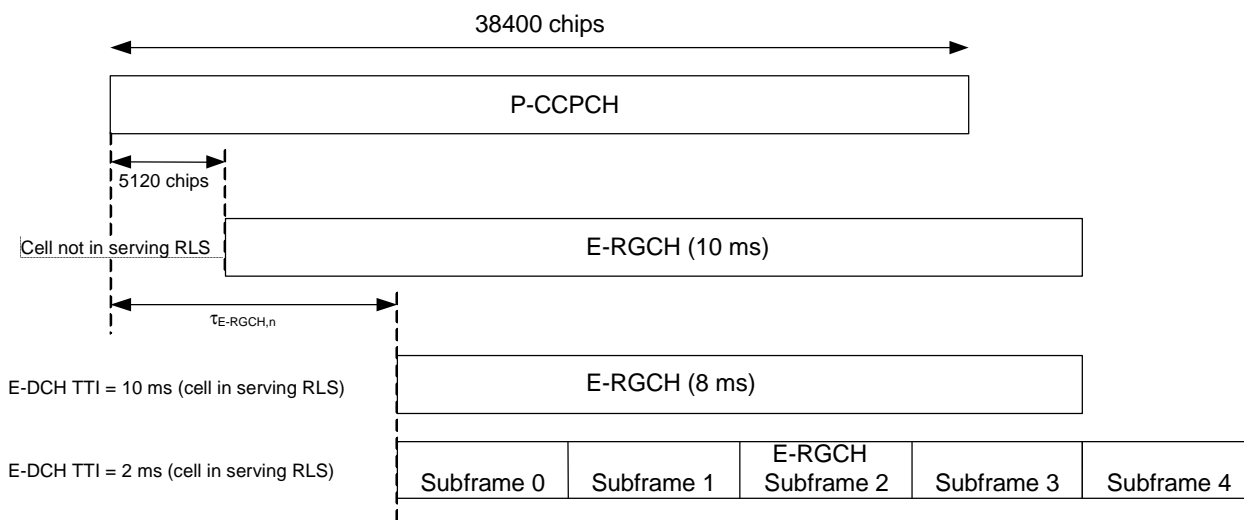 38400 chips
P-CCPCH
5120 chips
Cell not in serving RLS
E-RGCH (10 ms)
τE-RGCH,n
E-DCH TTI = 10 ms (cell in serving RLS)
E-RGCH (8 ms)
E-DCH TTI = 2 ms (cell in serving RLS)
E-RGCH
Subframe 0 Subframe 1 Subframe 2 Subframe 3 Subframe 4